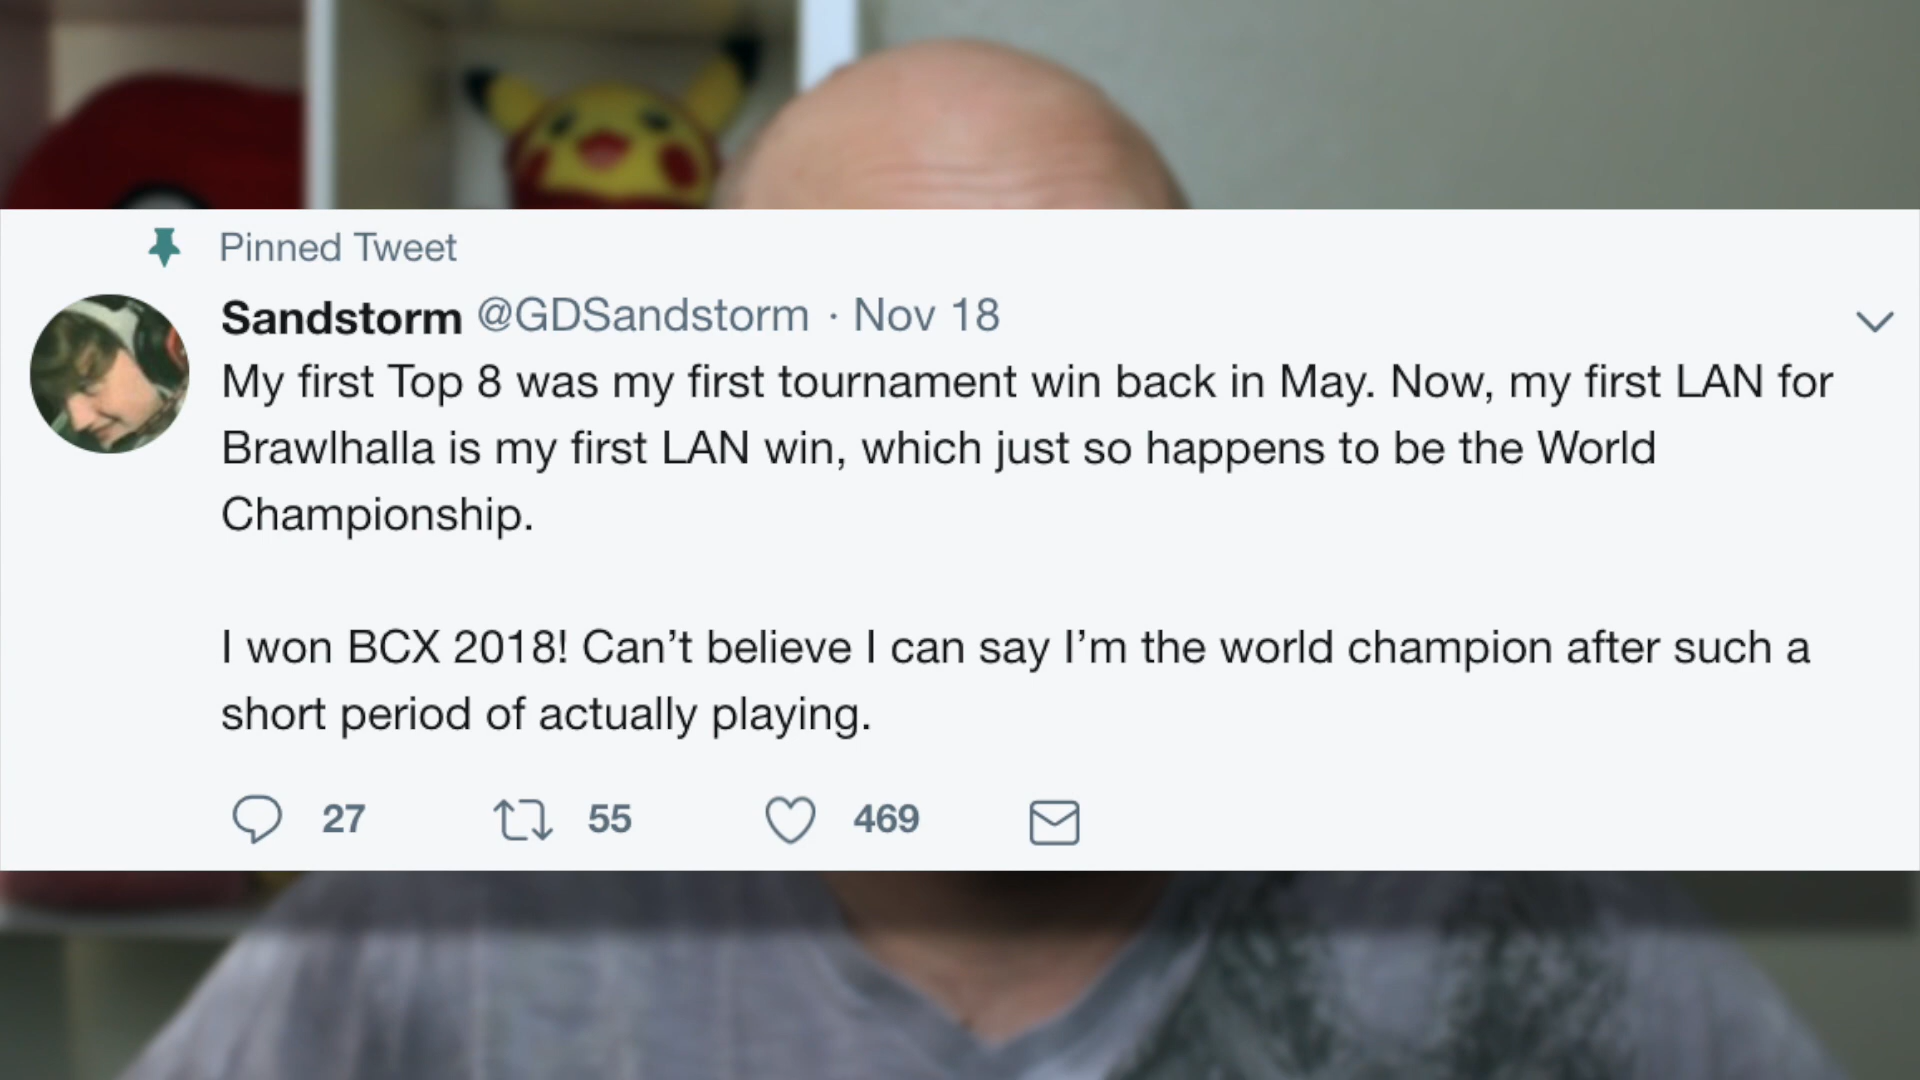 Pinned Tweet
Sandstorm @GDSandstorm · Nov 18
My first Top 8 was my first tournament win back in May. Now, my first LAN for
Brawlhalla is my first LAN win, which just so happens to be the World
Championship.
I won BCX 2018! Can’t believe I can say I’m the world champion after such a
short period of actually playing.
27 55 469